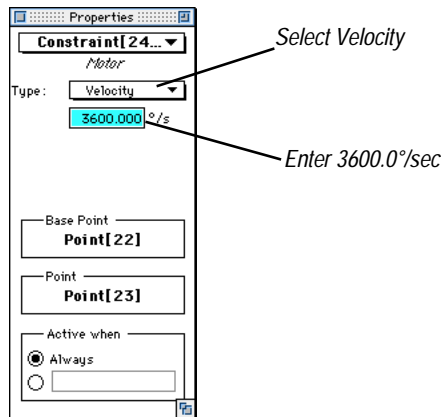 Properties
Constraint[24...
Motor
Select Velocity
Type: Velocity
3600.000 °/s
Enter 3600.0°/sec
Base Point
Point[22]
Point
Point[23]
Active when
Always